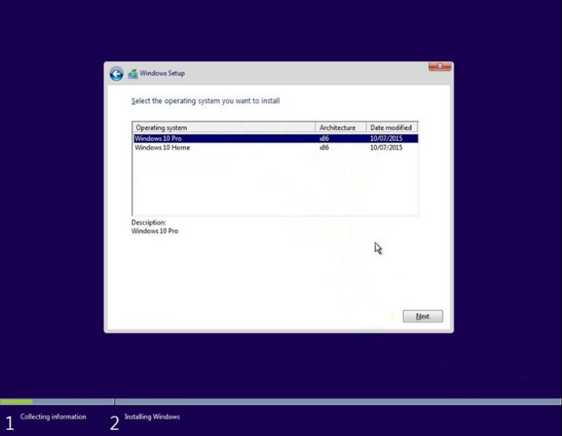 Windows Setup
Select the operating system you want to install
Operating system Architecture Date modified
Windows 10 Pro x86 10/07/2015
Windows 10 Home x86 10/07/2015
Description:
Windows 10 Pro
Next
1 Collecting information 2 Installing Windows